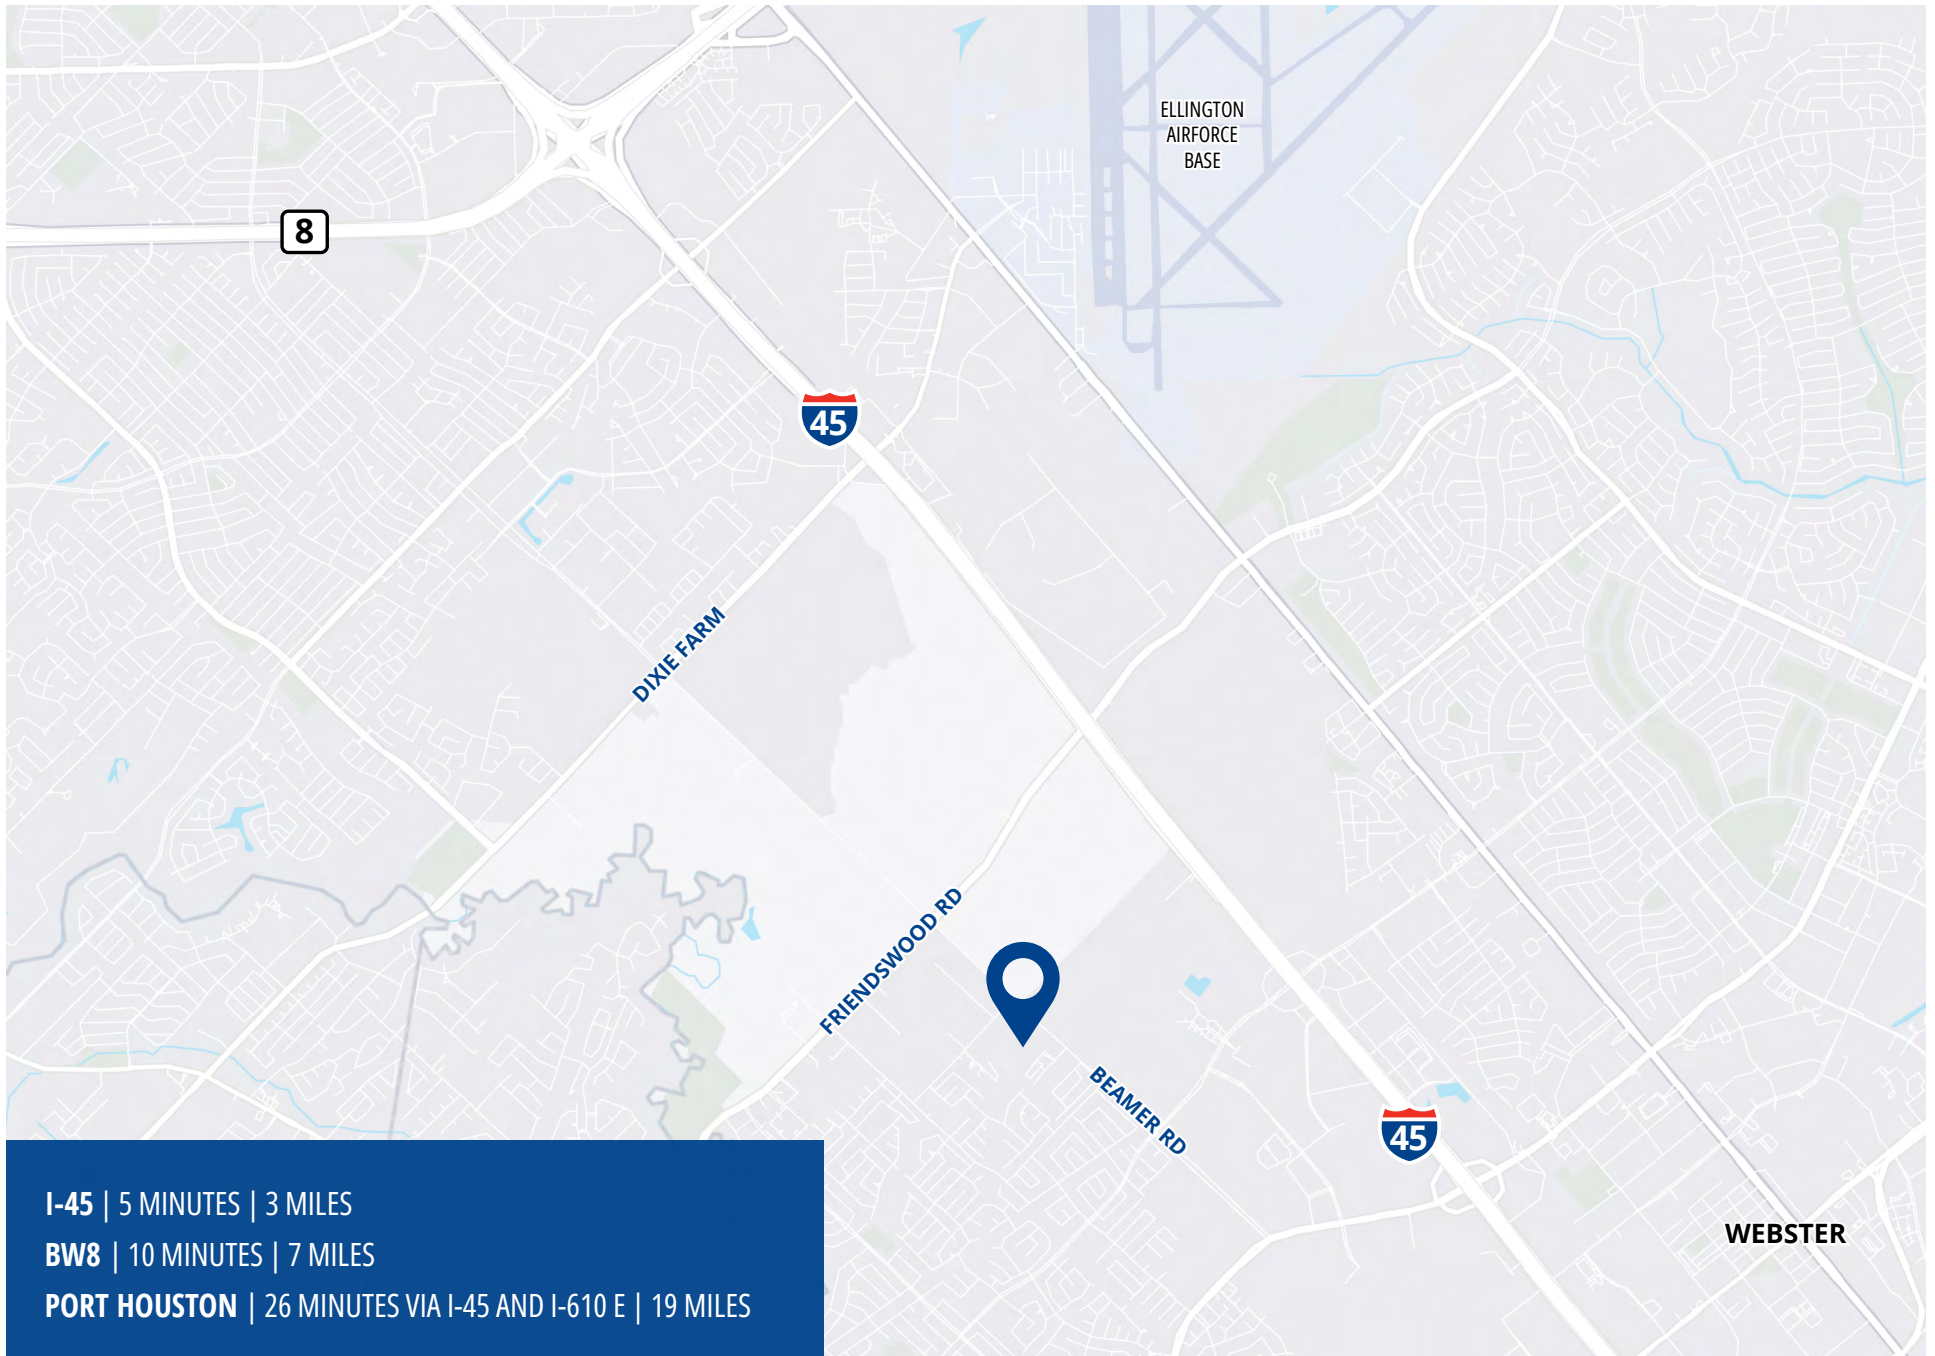 ELLINGTON
AIRFORCE
BASE
8
45
DIXIE FARM
FRIENDSWOOD RD
BEAMER RD
45
WEBSTER
I-45 | 5 MINUTES | 3 MILES
BW8 | 10 MINUTES | 7 MILES
PORT HOUSTON | 26 MINUTES VIA I-45 AND I-610 E | 19 MILES